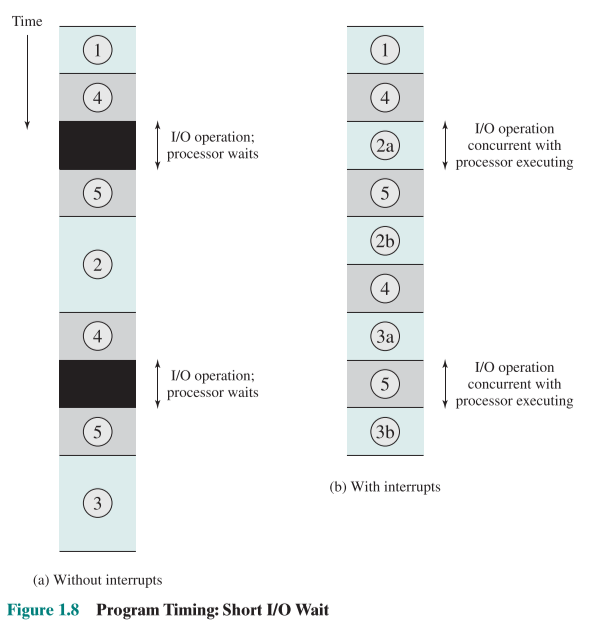 Time
1
4
I/O operation;
processor waits
5
2
4
I/O operation;
processor waits
5
3
(a) Without interrupts
1
4
2a
I/O operation
concurrent with
processor executing
5
2b
4
3a
5
I/O operation
concurrent with
processor executing
3b
(b) With interrupts
Figure 1.8 Program Timing: Short I/O Wait